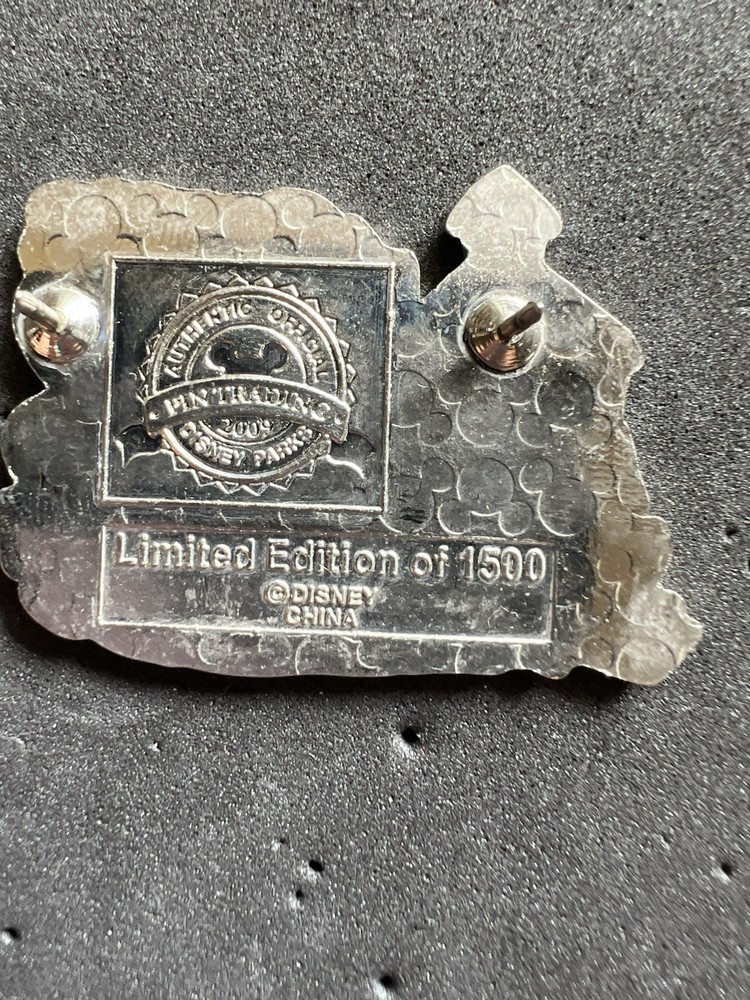 AUTHENTIC OFFICIAL
PIN TRADING
2009
DISNEY PARKS
Limited Edition of 1500
©DISNEY
CHINA